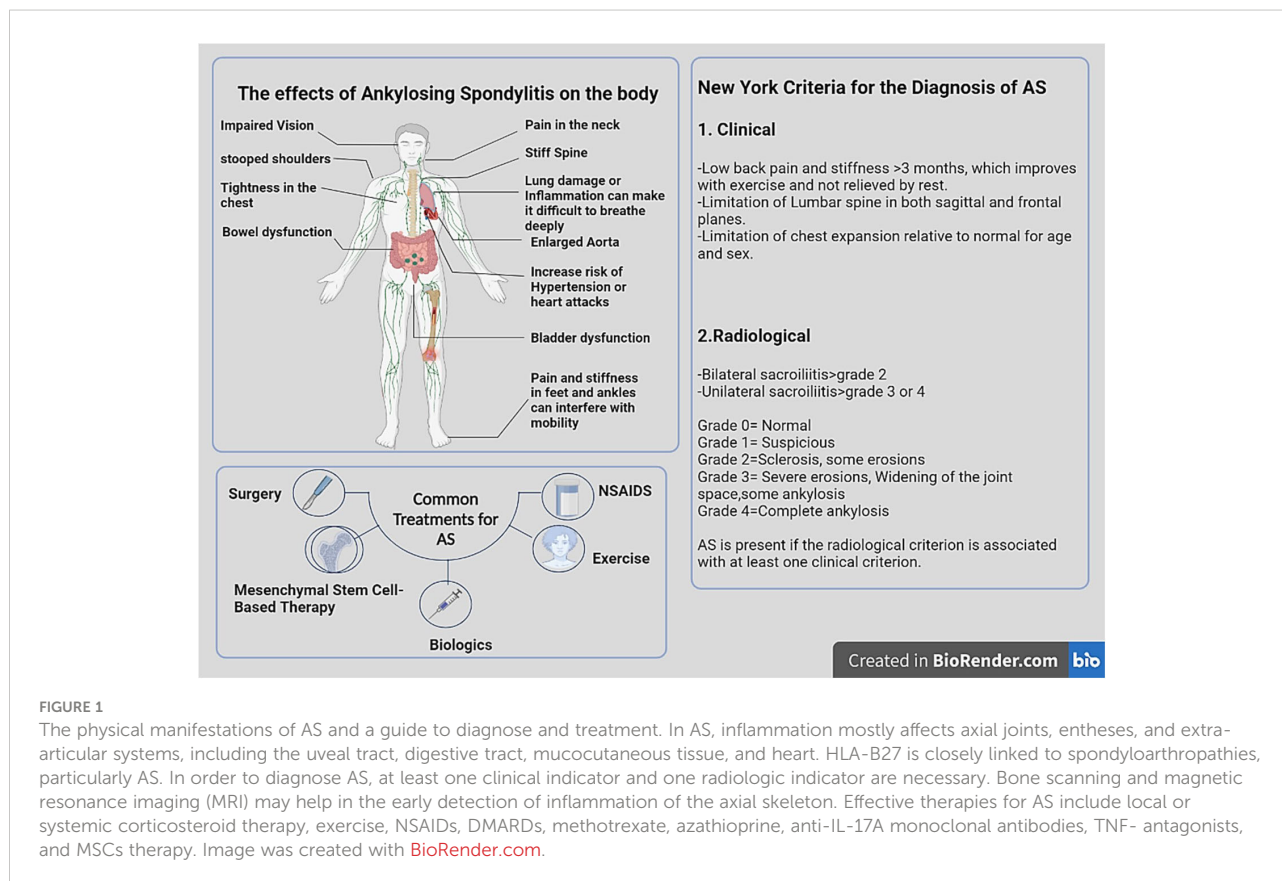 The effects of Ankylosing Spondylitis on the body
Impaired Vision
stooped shoulders
Tightness in the
chest
Bowel dysfunction
Pain in the neck
Stiff Spine
Lung damage or
Inflammation can make
it difficult to breathe
deeply
Enlarged Aorta
Increase risk of
Hypertension or
heart attacks
Bladder dysfunction
Pain and stiffness
in feet and ankles
can interfere with
mobility
Surgery
Common
Treatments for
AS
NSAIDS
Exercise
Mesenchymal Stem Cell-
Based Therapy
Biologics
New York Criteria for the Diagnosis of AS
1. Clinical
-Low back pain and stiffness >3 months, which improves
with exercise and not relieved by rest.
-Limitation of Lumbar spine in both sagittal and frontal
planes.
-Limitation of chest expansion relative to normal for age
and sex.
2.Radiological
-Bilateral sacroiliitis>grade 2
-Unilateral sacroiliitis>grade 3 or 4
Grade 0= Normal
Grade 1= Suspicious
Grade 2=Sclerosis, some erosions
Grade 3= Severe erosions, Widening of the joint
space,some ankylosis
Grade 4=Complete ankylosis
AS is present if the radiological criterion is associated
with at least one clinical criterion.
Created in BioRender.com bio
FIGURE 1
The physical manifestations of AS and a guide to diagnose and treatment. In AS, inflammation mostly affects axial joints, entheses, and extra-
articular systems, including the uveal tract, digestive tract, mucocutaneous tissue, and heart. HLA-B27 is closely linked to spondyloarthropathies,
particularly AS. In order to diagnose AS, at least one clinical indicator and one radiologic indicator are necessary. Bone scanning and magnetic
resonance imaging (MRI) may help in the early detection of inflammation of the axial skeleton. Effective therapies for AS include local or
systemic corticosteroid therapy, exercise, NSAIDs, DMARDs, methotrexate, azathioprine, anti-IL-17A monoclonal antibodies, TNF- antagonists,
and MSCs therapy. Image was created with BioRender.com.